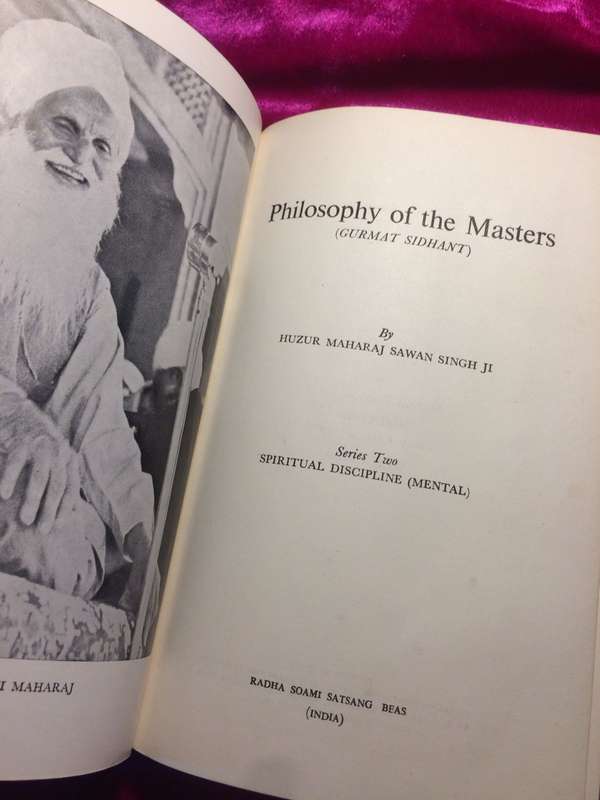 MAHARAJ
Philosophy of the Masters
(GURMAT SIDHANT)
By
HUZUR MAHARAJ SAWAN SINGH JI
Series Two
SPIRITUAL DISCIPLINE (MENTAL)
RADHA SOAMI SATSANG BEAS
(INDIA)